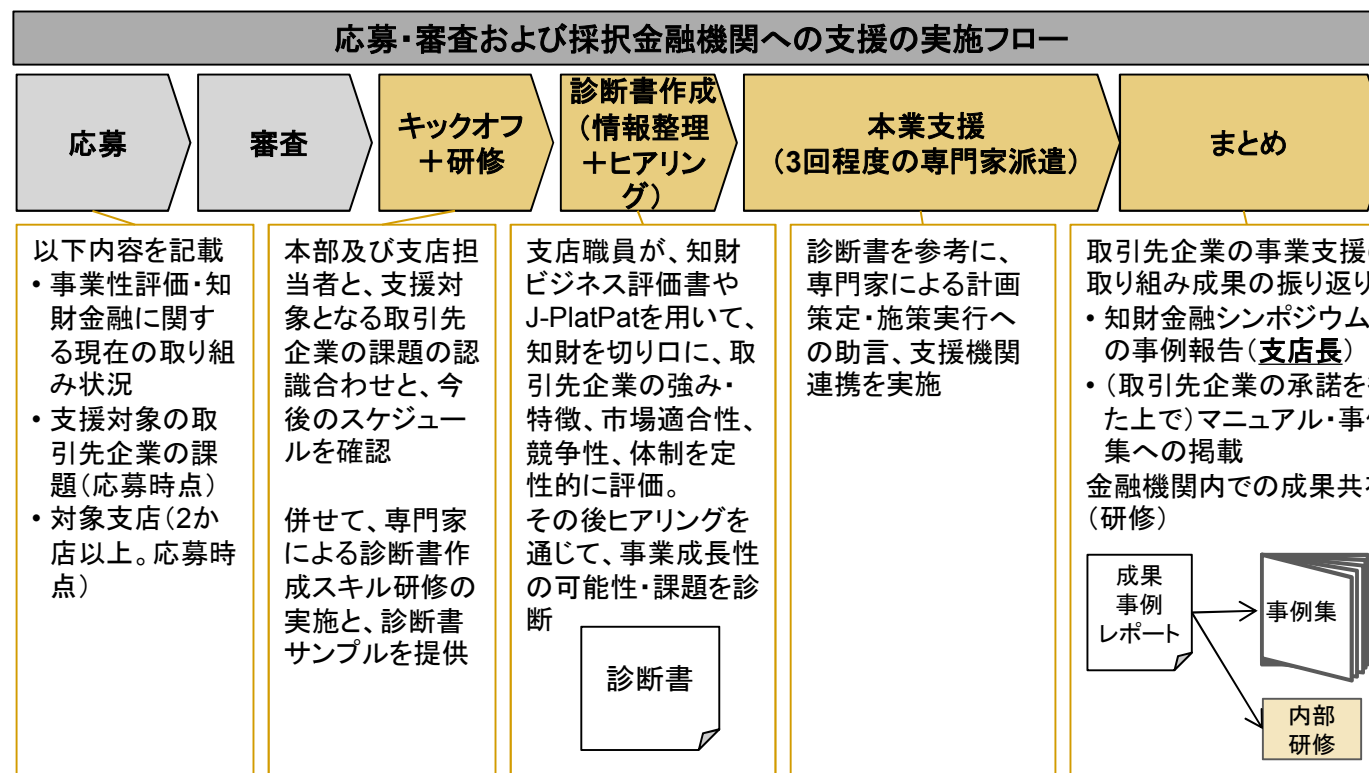 応募・審査および採択金融機関への支援の実施フロー
応募
審査
キックオフ
＋研修
診断書作成
（情報整理
＋ヒアリン
グ）
本業支援
（3回程度の専門家派遣）
まとめ
以下内容を記載
• 事業性評価・知
財金融に関す
る現在の取り組
み状況
• 支援対象の取
引先企業の課
題（応募時点）
• 対象支店（2か
店以上。応募時
点）
本部及び支店担
当者と、支援対
象となる取引先
企業の課題の認
識合わせと、今
後のスケジュー
ルを確認
併せて、専門家
による診断書作
成スキル研修の
実施と、診断書
サンプルを提供
支店職員が、知財
ビジネス評価書や
J-PlatPatを用いて、
知財を切り口に、取
引先企業の強み・
特徴、市場適合性、
競争性、体制を定
性的に評価。
その後ヒアリングを
通じて、事業成長性
の可能性・課題を診
断
診断書
診断書を参考に、
専門家による計画
策定・施策実行へ
の助言、支援機関
連携を実施
取引先企業の事業支援
取り組み成果の振り返り
• 知財金融シンポジウム
の事例報告（支店長）
• （取引先企業の承諾を
た上で）マニュアル・事
集への掲載
金融機関内での成果共
（研修）
成果
事例
レポート
事例集
内部
研修